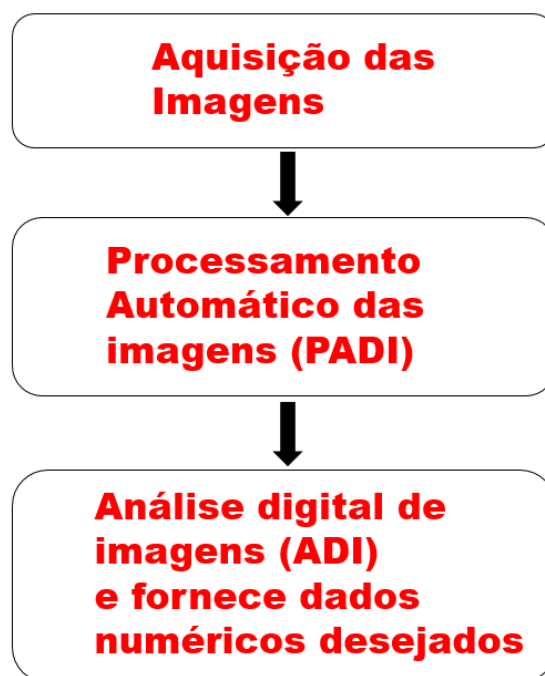 Aquisição das
Imagens
Processamento
Automático das
imagens (PADI)
Análise digital de
imagens (ADI)
e fornece dados
numéricos desejados